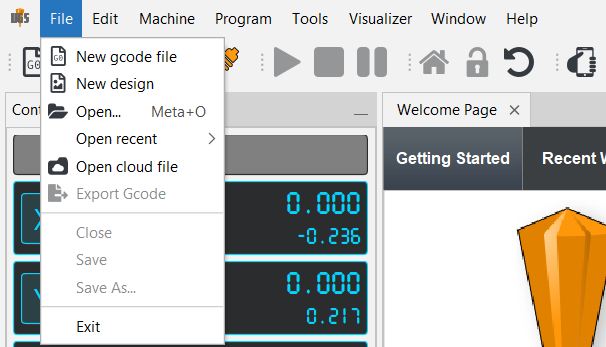 UGS
File Edit Machine Program Tools Visualizer Window Help
New gcode file
New design
Open... Meta+O
Open recent
Open cloud file
Export Gcode
Close
Save
Save As...
Exit
G0
Cont
X
0.000
-0.236
Y
0.000
0.217
Welcome Page
Getting Started Recent W